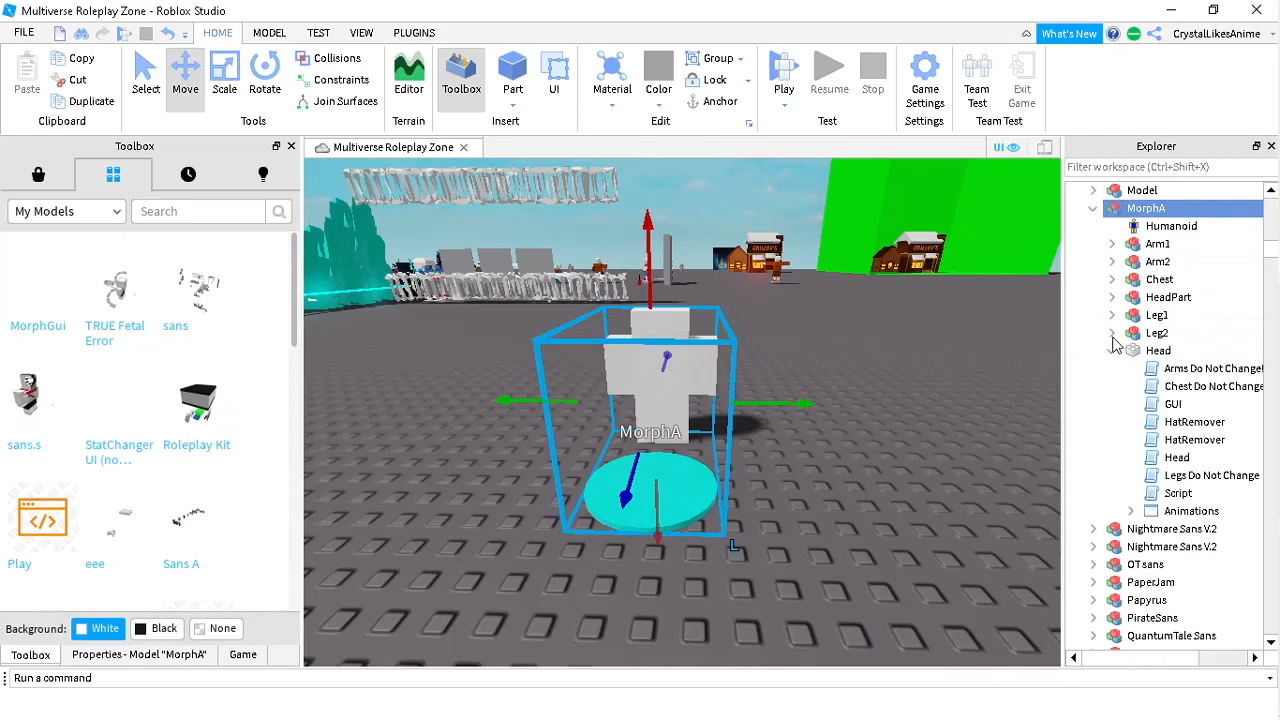 Multiverse Roleplay Zone - Roblox Studio
FILE HOME MODEL TEST VIEW PLUGINS What's New CrystalLikesAnime
Paste Copy Cut Duplicate Clipboard
Select Move Scale Rotate Collisions Constraints Join Surfaces Tools
Editor Terrain
Toolbox Part UI Insert
Material Color Group Lock Anchor Edit
Play Resume Stop Test
Game Settings Settings
Team Test Exit Game Team Test
Toolbox
My Models Search
MorphGui TRUE Fetal Error sans
sans.s StatChanger UI (no... Roleplay Kit
Play eee Sans A
Background: White Black None
Toolbox Properties - Model "MorphA" Game
Run a command
Multiverse Roleplay Zone UI
MorphA
L
Explorer
Filter workspace (Ctrl+Shift+X)
Model
MorphA
Humanoid
Arm1
Arm2
Chest
HeadPart
Leg1
Leg2
Head
Arms Do Not Change!
Chest Do Not Change
GUI
HatRemover
HatRemover
Head
Legs Do Not Change
Script
Animations
Nightmare Sans V.2
Nightmare Sans V.2
OTsans
PaperJam
Papyrus
PirateSans
QuantumTale Sans